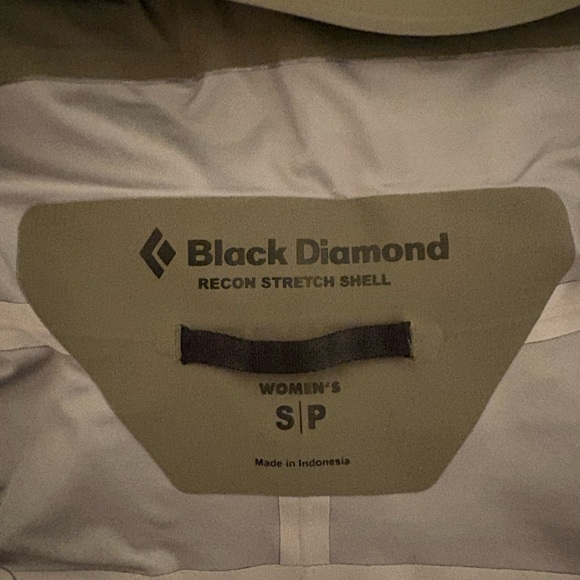 Black Diamond
RECON STRETCH SHELL
WOMEN'S
S|P
Made in Indonesia